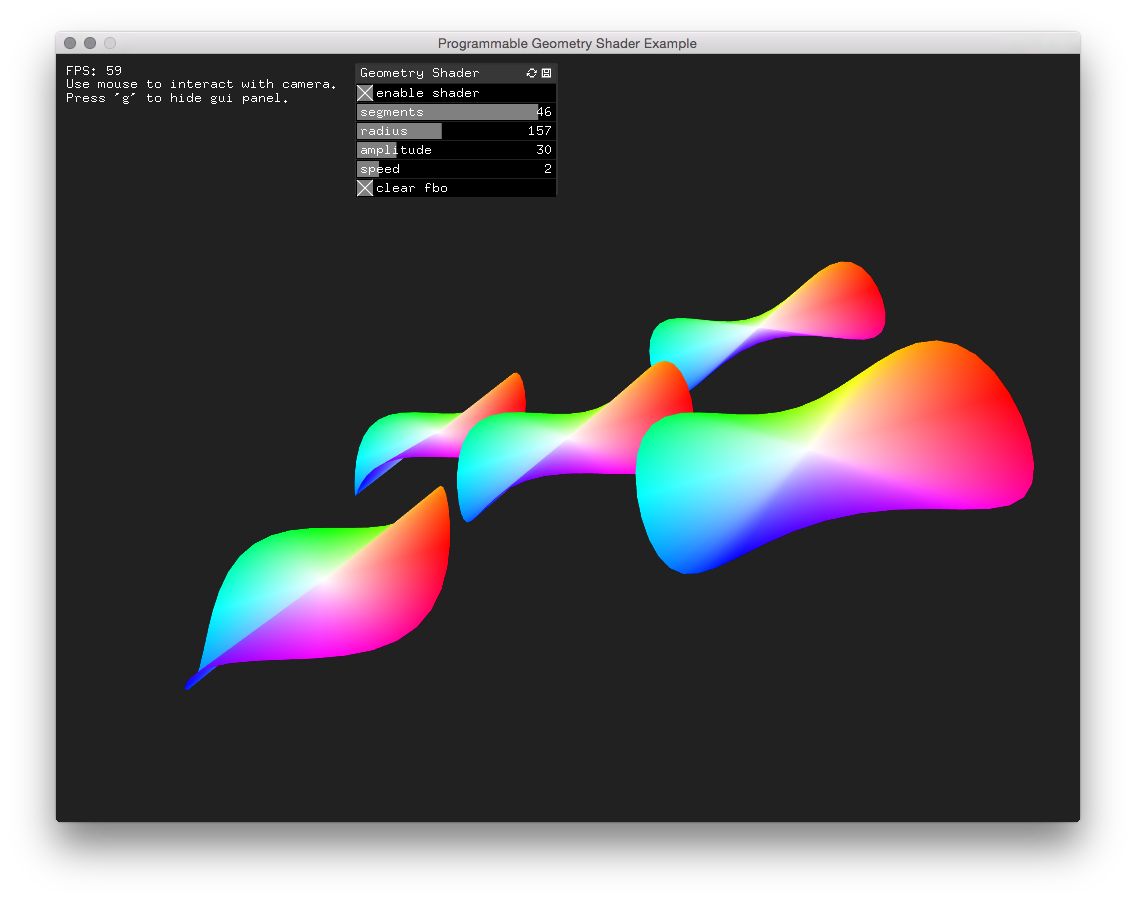 Programmable Geometry Shader Example
FPS: 59
Use mouse to interact with camera.
Press 'g' to hide gui panel.
Geometry Shader
enable shader
segments 46
radius 157
amplitude 30
speed 2
clear fbo